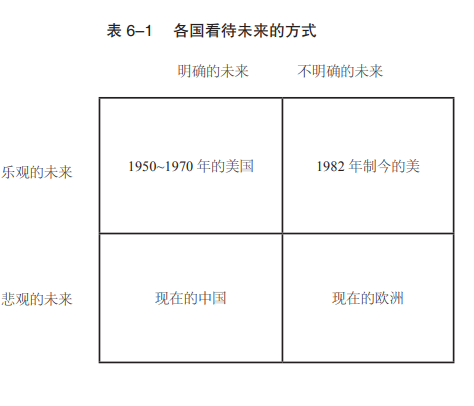 表 6–1 各国看待未来的方式
明确的未来 不明确的未来
乐观的未来 1950~1970 年的美国 1982 年制今的美
悲观的未来 现在的中国 现在的欧洲